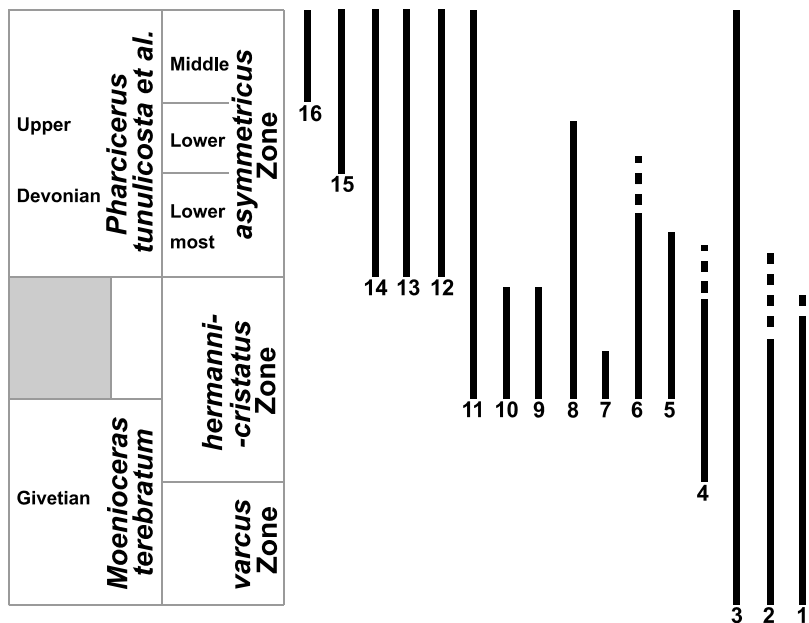 Upper
Devonian
Givetian
Pharcicerus
tunulicosta et al.
Moenioceras
terebratum
Middle
Lower
Lower
most
asymmetricus
Zone
hermanni-
-cristatus
Zone
varcus
Zone
16
15
14
13
12
11
10
9
8
7
6
5
4
3
2
1